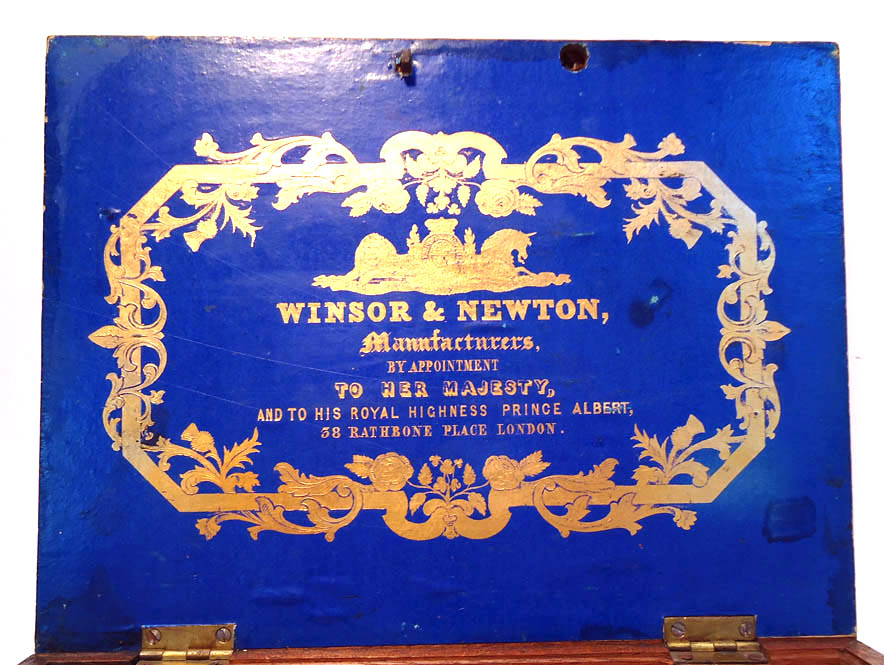 WINSOR & NEWTON,
Manufacturers,
BY APPOINTMENT
TO HER MAJESTY,
AND TO HIS ROYAL HIGHNESS PRINCE ALBERT,
38 RATHBONE PLACE LONDON.